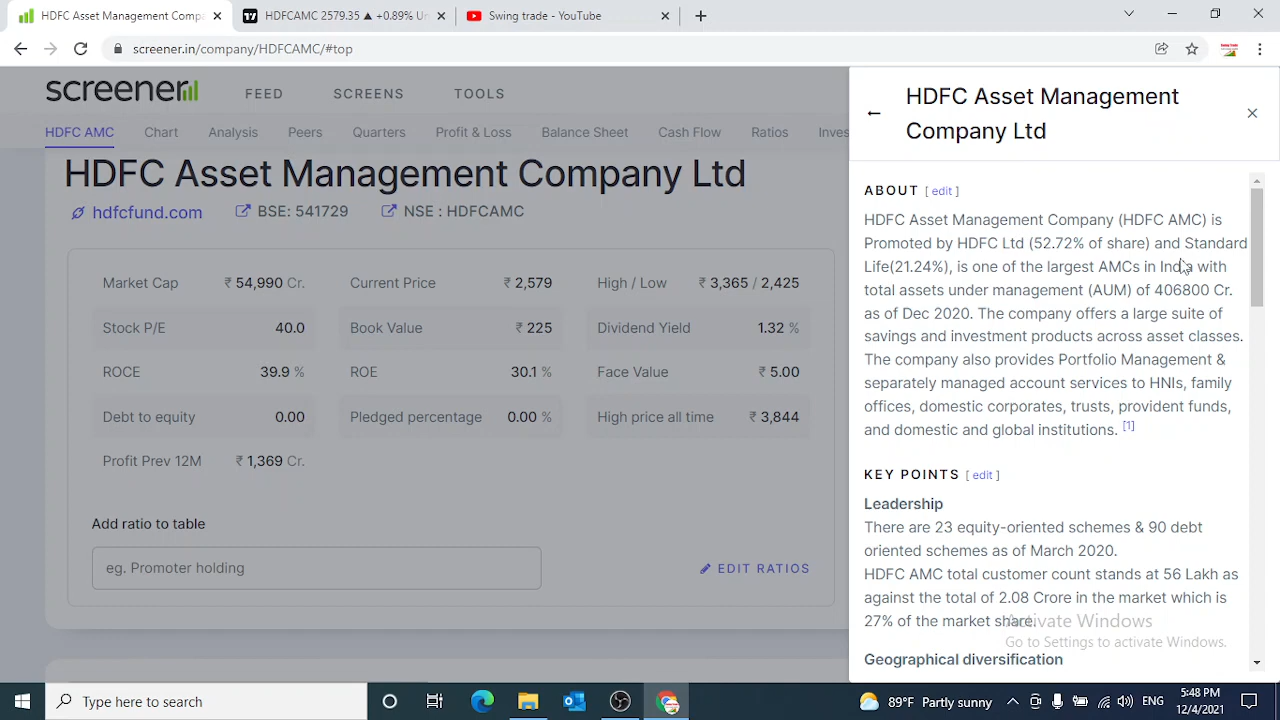 HDFC Asset Management Compa
HDFCAMC 2579.35 ▲ +0.89% Un
Swing trade - YouTube
screener.in/company/HDFCAMC/#top
screener
FEED
SCREENS
TOOLS
HDFC AMC
Chart
Analysis
Peers
Quarters
Profit & Loss
Balance Sheet
Cash Flow
Ratios
Inves
HDFC Asset Management Company Ltd
hdfcfund.com
BSE: 541729
NSE : HDFCAMC
Market Cap ₹ 54,990 Cr.
Current Price ₹ 2,579
High / Low ₹ 3,365 / 2,425
Stock P/E 40.0
Book Value ₹ 225
Dividend Yield 1.32 %
ROCE 39.9 %
ROE 30.1 %
Face Value ₹ 5.00
Debt to equity 0.00
Pledged percentage 0.00 %
High price all time ₹ 3,844
Profit Prev 12M ₹ 1,369 Cr.
Add ratio to table
eg. Promoter holding
EDIT RATIOS
HDFC Asset Management
Company Ltd
ABOUT [ edit ]
HDFC Asset Management Company (HDFC AMC) is
Promoted by HDFC Ltd (52.72% of share) and Standard
Life(21.24%), is one of the largest AMCs in India with
total assets under management (AUM) of 406800 Cr.
as of Dec 2020. The company offers a large suite of
savings and investment products across asset classes.
The company also provides Portfolio Management &
separately managed account services to HNIs, family
offices, domestic corporates, trusts, provident funds,
and domestic and global institutions. [1]
KEY POINTS [ edit ]
Leadership
There are 23 equity-oriented schemes & 90 debt
oriented schemes as of March 2020.
HDFC AMC total customer count stands at 56 Lakh as
against the total of 2.08 Crore in the market which is
27% of the market share.
Activate Windows
Go to Settings to activate Windows.
Geographical diversification
Type here to search
89°F Partly sunny
ENG
5:48 PM
12/4/2021